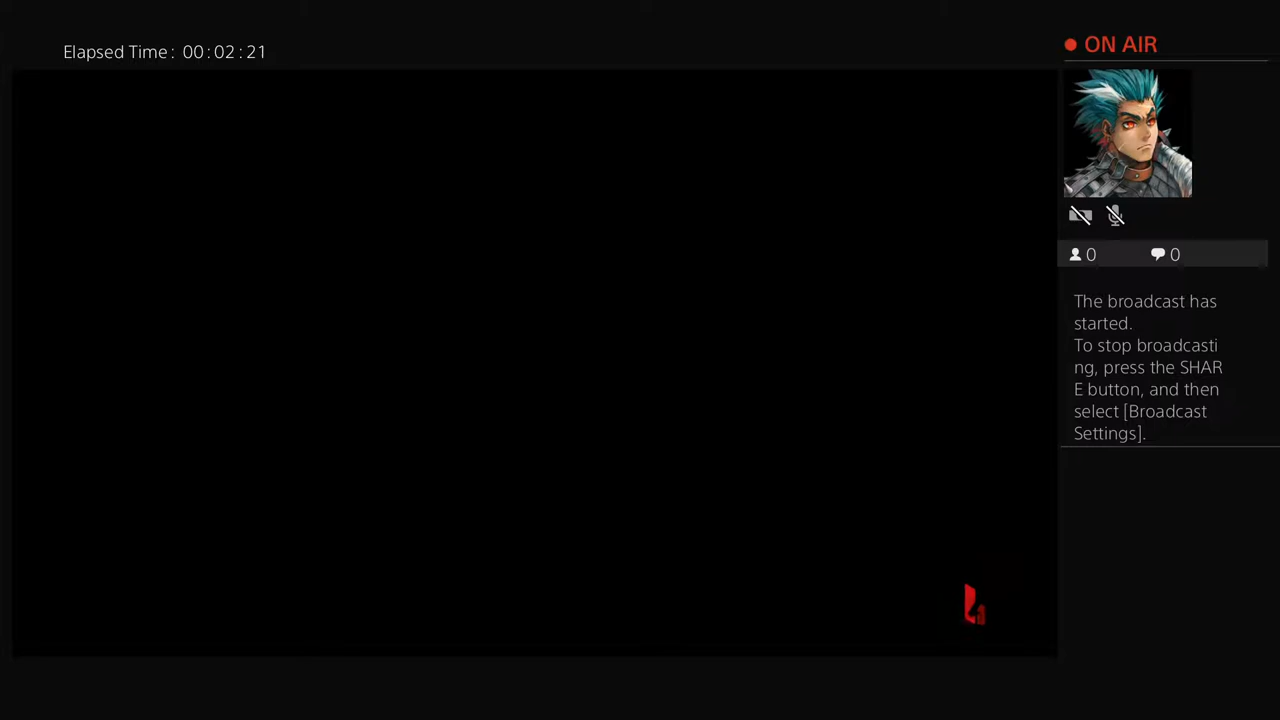 Elapsed Time: 00:02:21
ON AIR
0 0
The broadcast has
started.
To stop broadcasti
ng, press the SHAR
E button, and then
select [Broadcast
Settings].